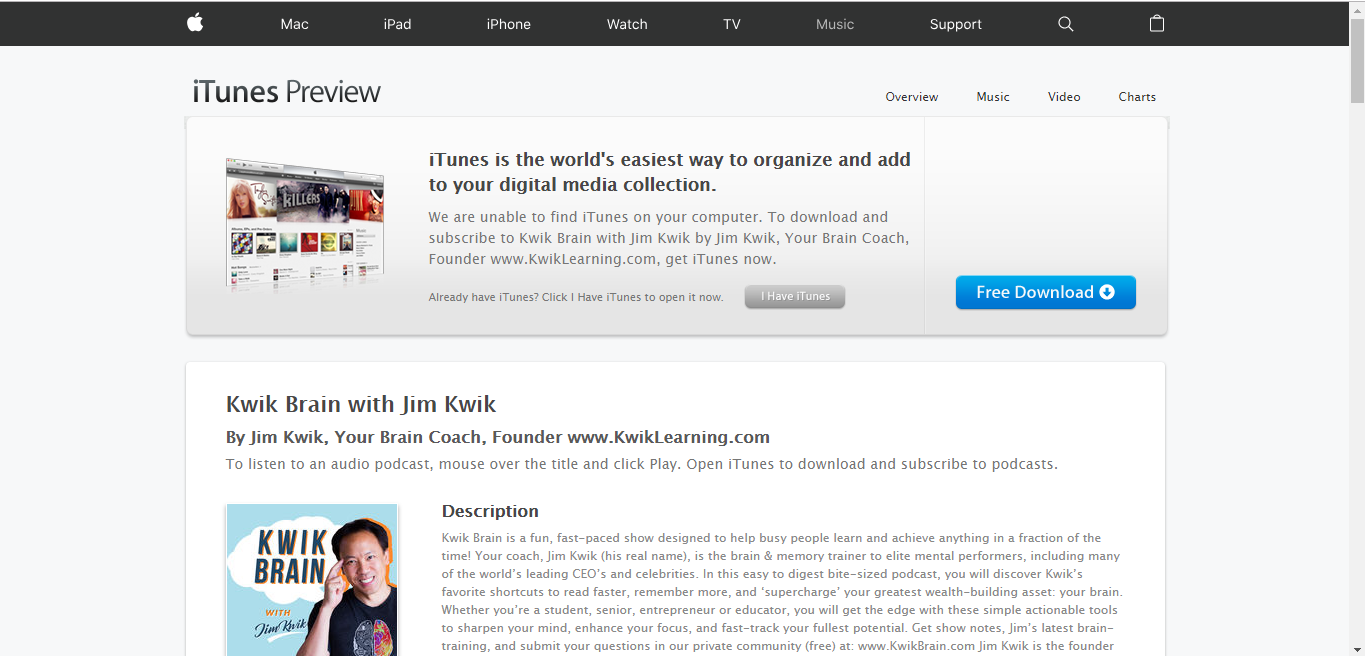 Mac iPad iPhone Watch TV Music Support
iTunes Preview
Overview Music Video Charts
iTunes is the world's easiest way to organize and add
to your digital media collection.
We are unable to find iTunes on your computer. To download and
subscribe to Kwik Brain with Jim Kwik by Jim Kwik, Your Brain Coach,
Founder www.KwikLearning.com, get iTunes now.
Already have iTunes? Click I Have iTunes to open it now.
I Have iTunes
Free Download
Taylor Swift
KILLERS
Kwik Brain with Jim Kwik
By Jim Kwik, Your Brain Coach, Founder www.KwikLearning.com
To listen to an audio podcast, mouse over the title and click Play. Open iTunes to download and subscribe to podcasts.
KWIK
BRAIN
WITH
Jim Kwik
Description
Kwik Brain is a fun, fast-paced show designed to help busy people learn and achieve anything in a fraction of the
time! Your coach, Jim Kwik (his real name), is the brain & memory trainer to elite mental performers, including many
of the world’s leading CEO’s and celebrities. In this easy to digest bite-sized podcast, you will discover Kwik’s
favorite shortcuts to read faster, remember more, and ‘supercharge’ your greatest wealth-building asset: your brain.
Whether you’re a student, senior, entrepreneur or educator, you will get the edge with these simple actionable tools
to sharpen your mind, enhance your focus, and fast-track your fullest potential. Get show notes, Jim’s latest brain-
training, and submit your questions in our private community (free) at: www.KwikBrain.com Jim Kwik is the founder